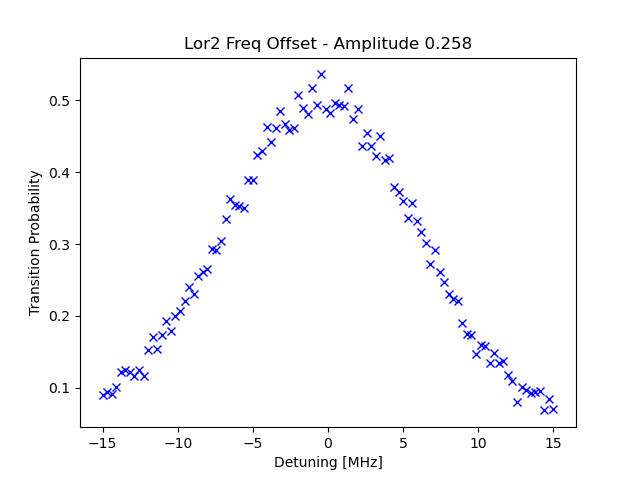 Lor2 Freq Offset - Amplitude 0.258
Transition Probability
0.5
0.4
0.3
0.2
0.1
−15 −10 −5 0 5 10 15
Detuning [MHz]